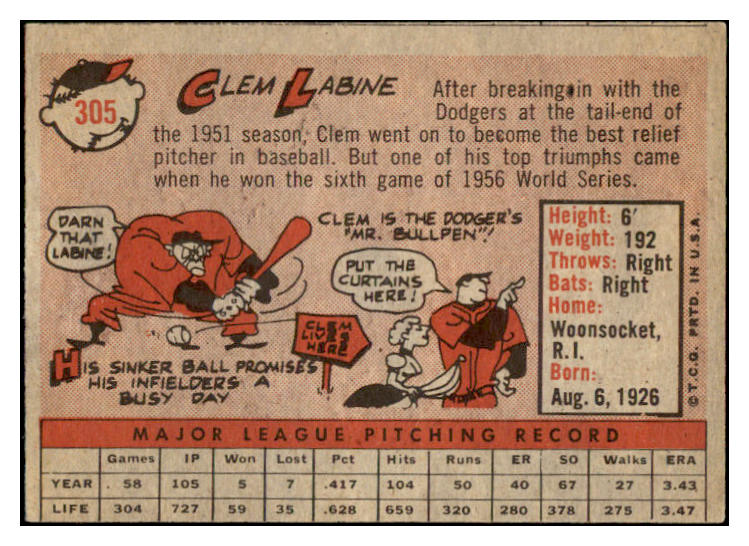 305
CLEM LABINE
After breaking in with the
Dodgers at the tail-end of
the 1951 season, Clem went on to become the best relief
pitcher in baseball. But one of his top triumphs came
when he won the sixth game of 1956 World Series.
DARN
THAT
LABINE!
CLEM IS THE DODGER'S
"MR. BULLPEN"!
PUT THE
CURTAINS
HERE!
CLEM
LIVES
HERE
HIS SINKER BALL PROMISES
HIS INFIELDERS A
BUSY DAY
Height: 6'
Weight: 192
Throws: Right
Bats: Right
Home:
Woonsocket,
R.I.
Born:
Aug. 6, 1926
© T.C.G. PRTD. IN U.S.A
MAJOR LEAGUE PITCHING RECORD
Games IP Won Lost Pct Hits Runs ER SO Walks ERA
YEAR 58 105 5 7 .417 104 50 40 67 27 3.43
LIFE 304 727 59 35 .628 659 320 280 378 275 3.47